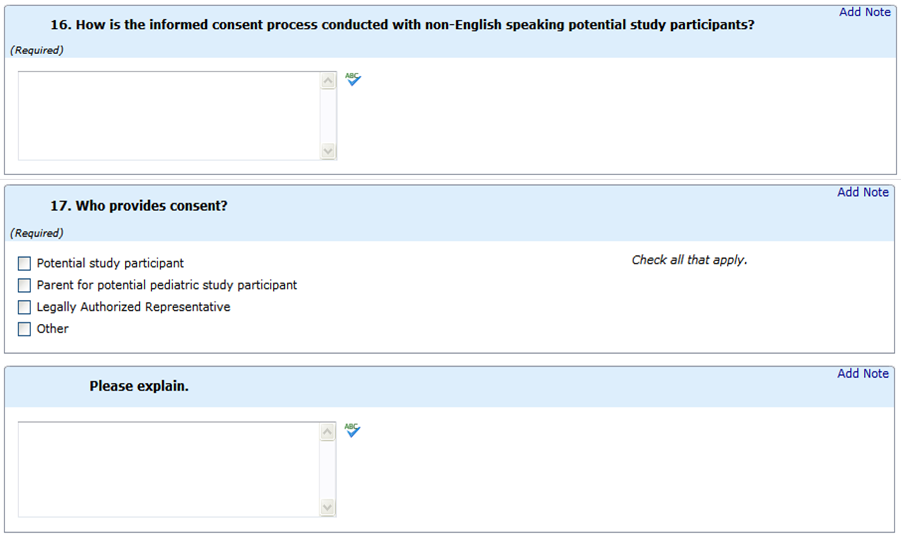 Add Note
16. How is the informed consent process conducted with non-English speaking potential study participants?
(Required)
ABC
Add Note
17. Who provides consent?
(Required)
Potential study participant
Check all that apply.
Parent for potential pediatric study participant
Legally Authorized Representative
Other
Add Note
Please explain.
ABC